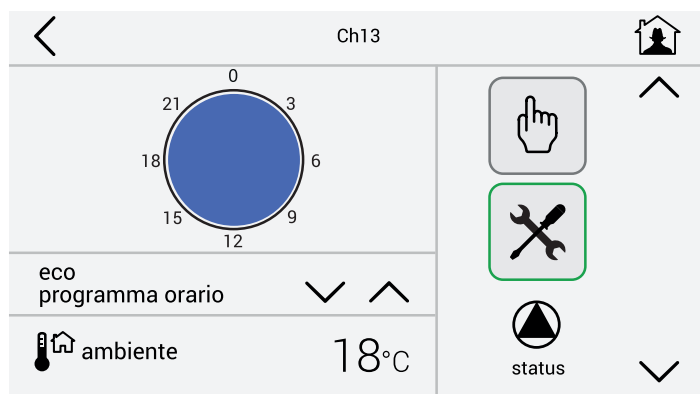 Ch13
0
21
3
18
6
15
9
12
eco
programma orario
ambiente
18°C
status